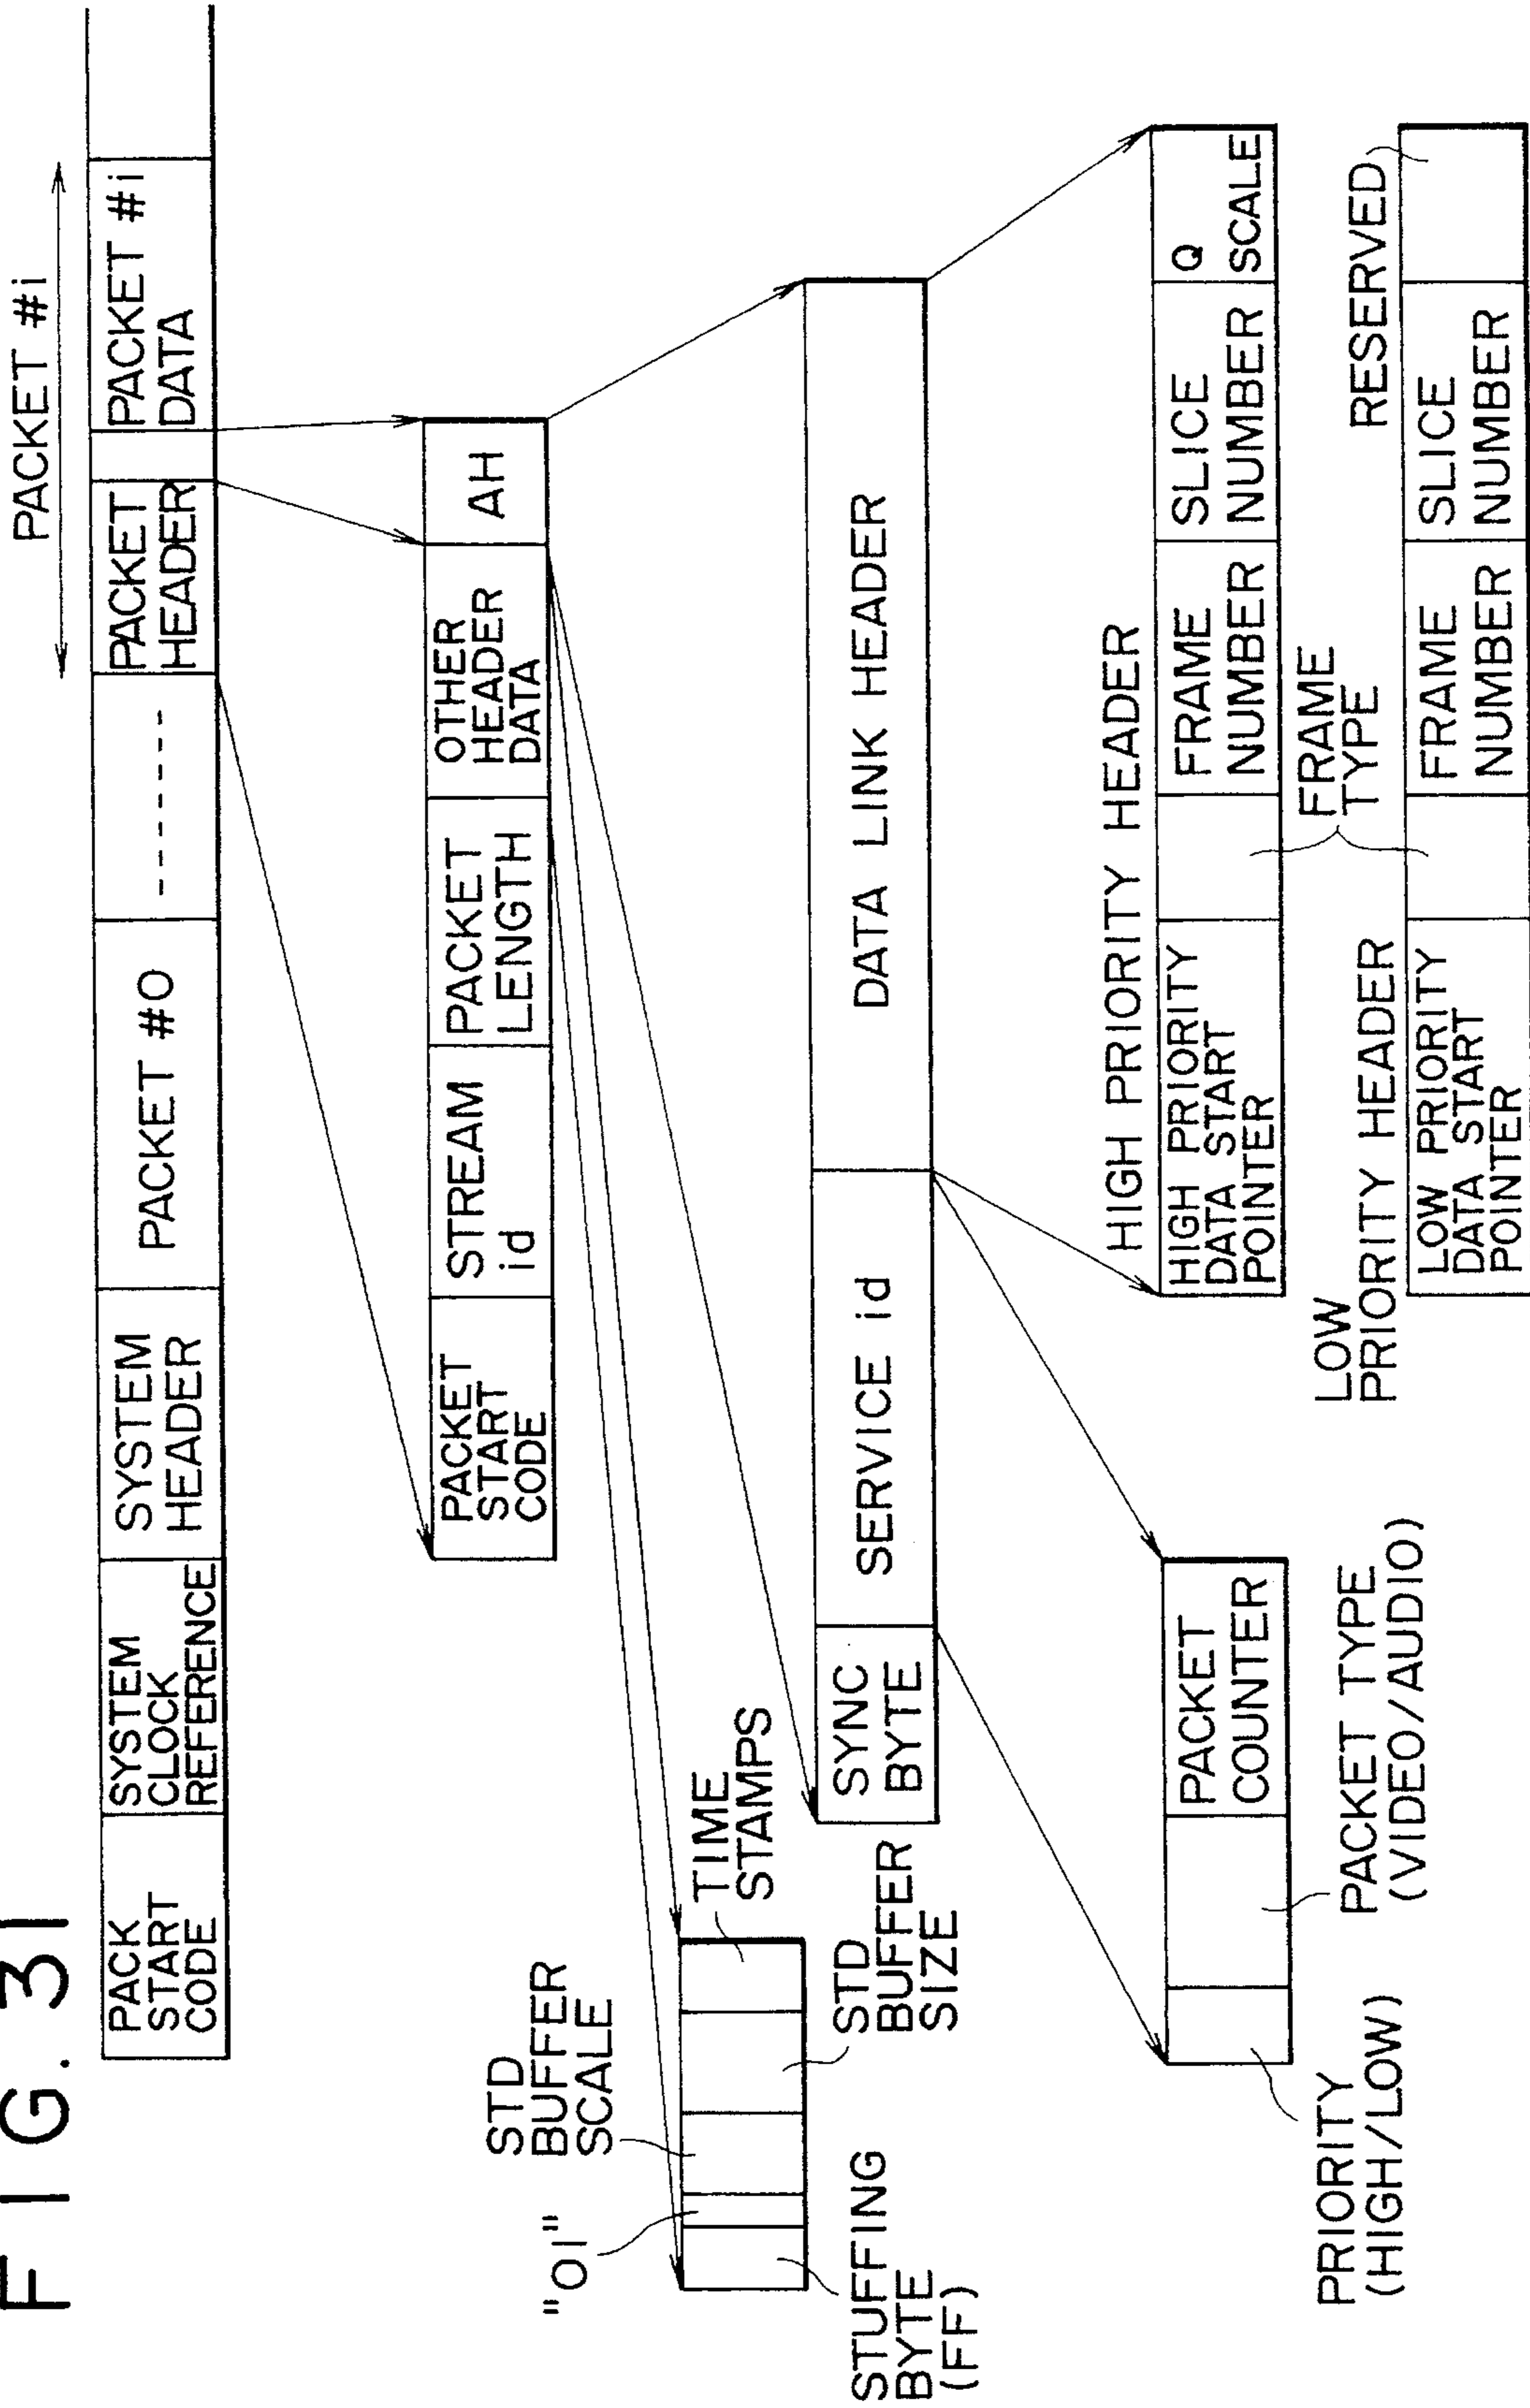 FIG. 31
PACKET #i
PACK
START
CODE
SYSTEM
CLOCK
REFERENCE
SYSTEM
HEADER
PACKET #0
-------
PACKET
HEADER
PACKET #i
DATA
PACKET
START
CODE
STREAM
id
PACKET
LENGTH
OTHER
HEADER
DATA
AH
"01"
STD
BUFFER
SCALE
TIME
STAMPS
STUFFING
BYTE
(FF)
STD
BUFFER
SIZE
SYNC
BYTE
SERVICE id
DATA LINK HEADER
PACKET
COUNTER
PRIORITY
(HIGH/LOW)
PACKET TYPE
(VIDEO/AUDIO)
HIGH PRIORITY HEADER
HIGH PRIORITY
DATA START
POINTER
FRAME
NUMBER
SLICE
NUMBER
Q
SCALE
FRAME
TYPE
RESERVED
LOW
PRIORITY HEADER
LOW PRIORITY
DATA START
POINTER
FRAME
NUMBER
SLICE
NUMBER